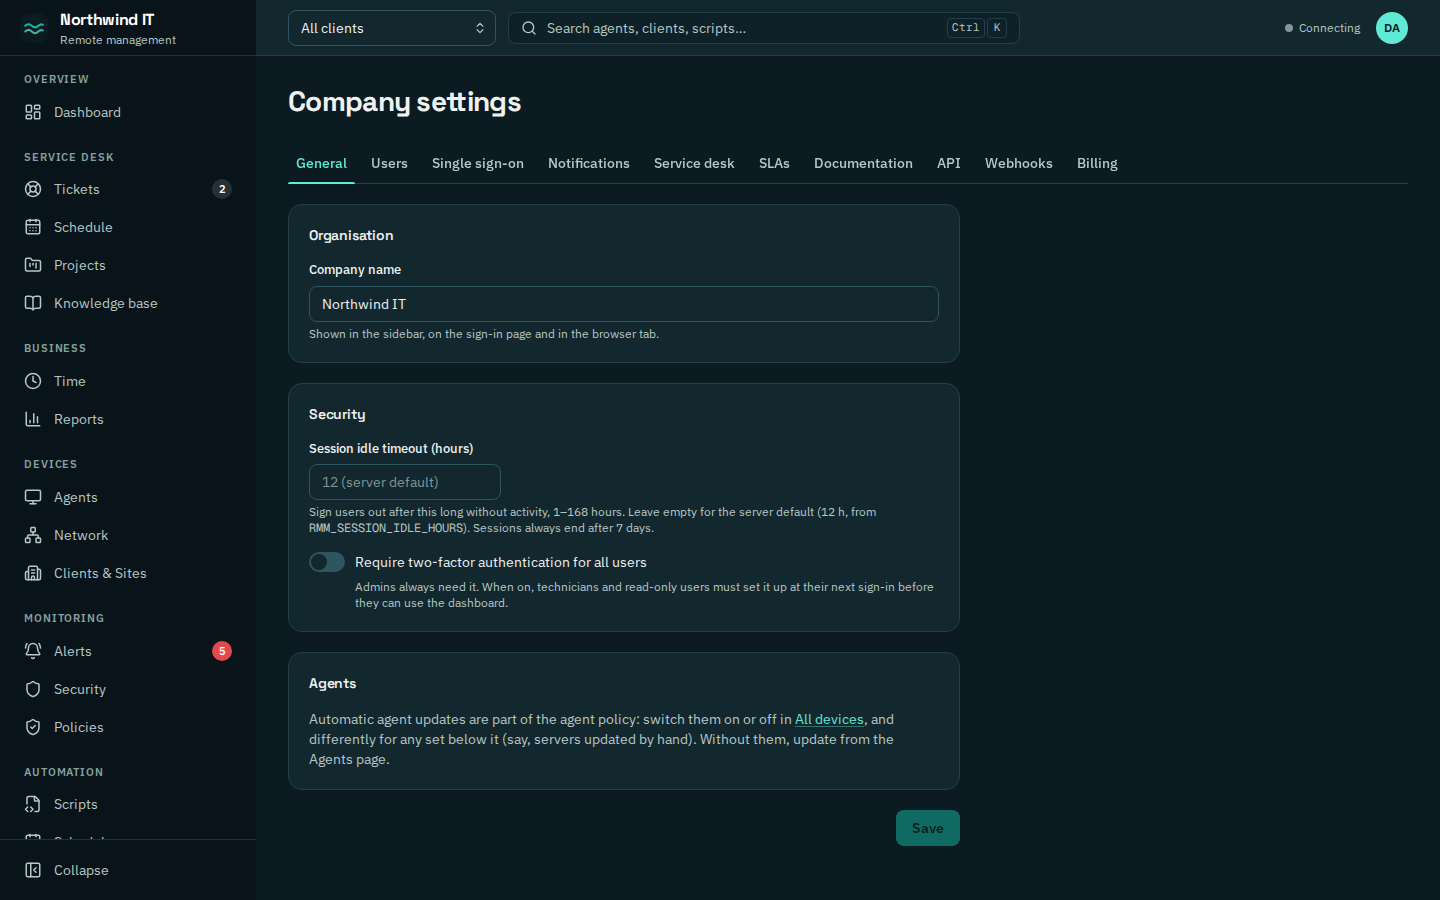 Northwind IT
Remote management
All clients
Search agents, clients, scripts...
Ctrl K
Connecting
DA
OVERVIEW
Dashboard
SERVICE DESK
Tickets 2
Schedule
Projects
Knowledge base
BUSINESS
Time
Reports
DEVICES
Agents
Network
Clients & Sites
MONITORING
Alerts 5
Security
Policies
AUTOMATION
Scripts
Collapse
Company settings
General Users Single sign-on Notifications Service desk SLAs Documentation API Webhooks Billing
Organisation
Company name
Northwind IT
Shown in the sidebar, on the sign-in page and in the browser tab.
Security
Session idle timeout (hours)
12 (server default)
Sign users out after this long without activity, 1–168 hours. Leave empty for the server default (12 h, from
RMM_SESSION_IDLE_HOURS). Sessions always end after 7 days.
Require two-factor authentication for all users
Admins always need it. When on, technicians and read-only users must set it up at their next sign-in before
they can use the dashboard.
Agents
Automatic agent updates are part of the agent policy: switch them on or off in All devices, and
differently for any set below it (say, servers updated by hand). Without them, update from the
Agents page.
Save